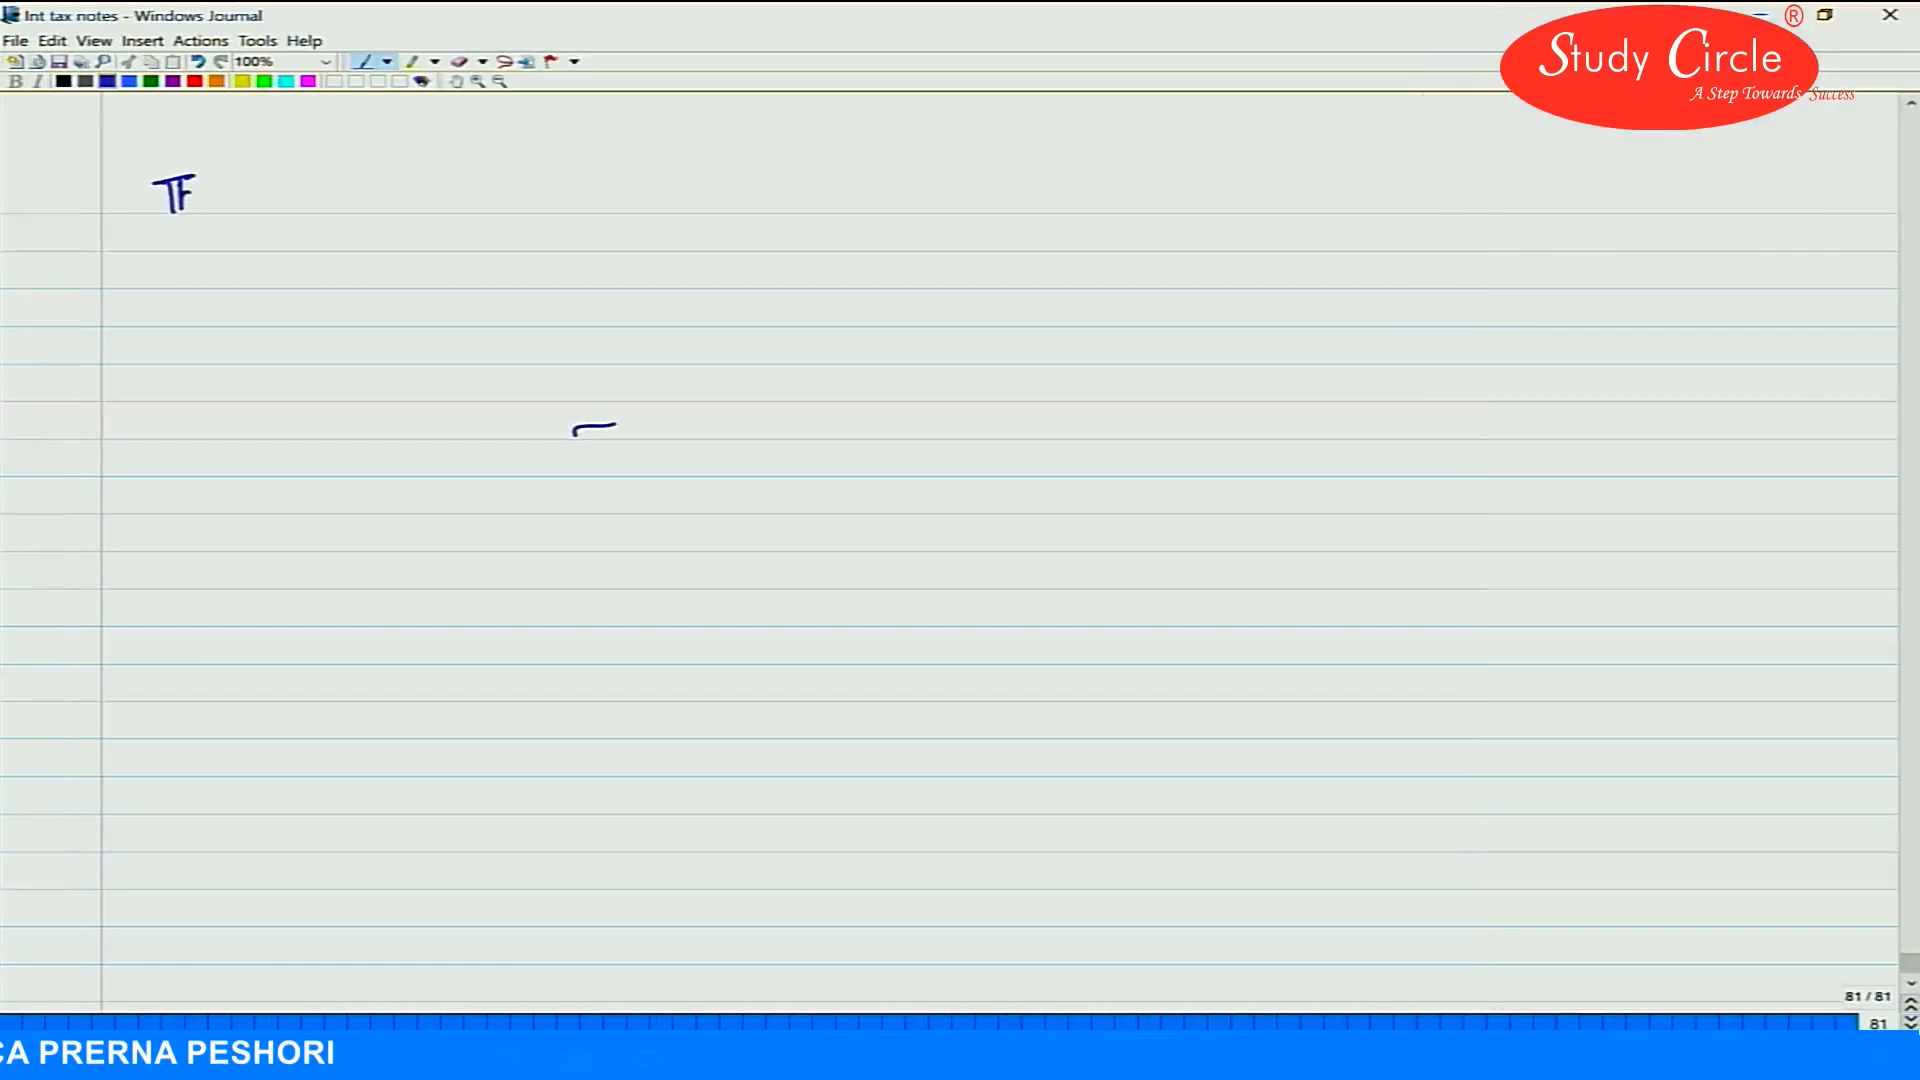 Int tax notes - Windows Journal
File Edit View Insert Actions Tools Help
100%
B I
Study Circle ®
A Step Towards Success
TF
81 / 81
81
CA PRERNA PESHORI